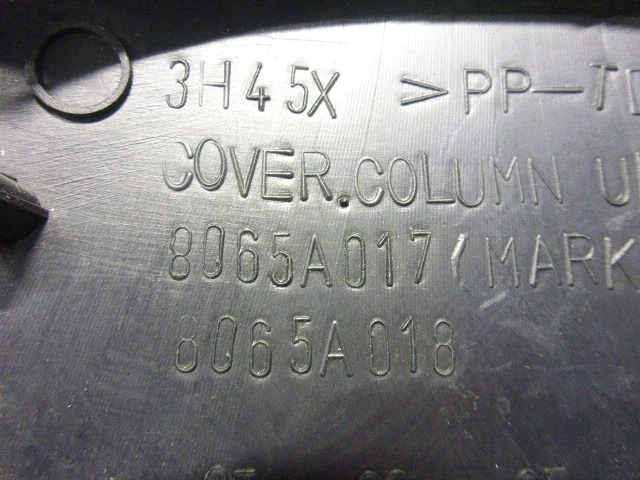 3H45X >PP-TD
COVER.COLUMN U
8065A017 (MARK
8065A018